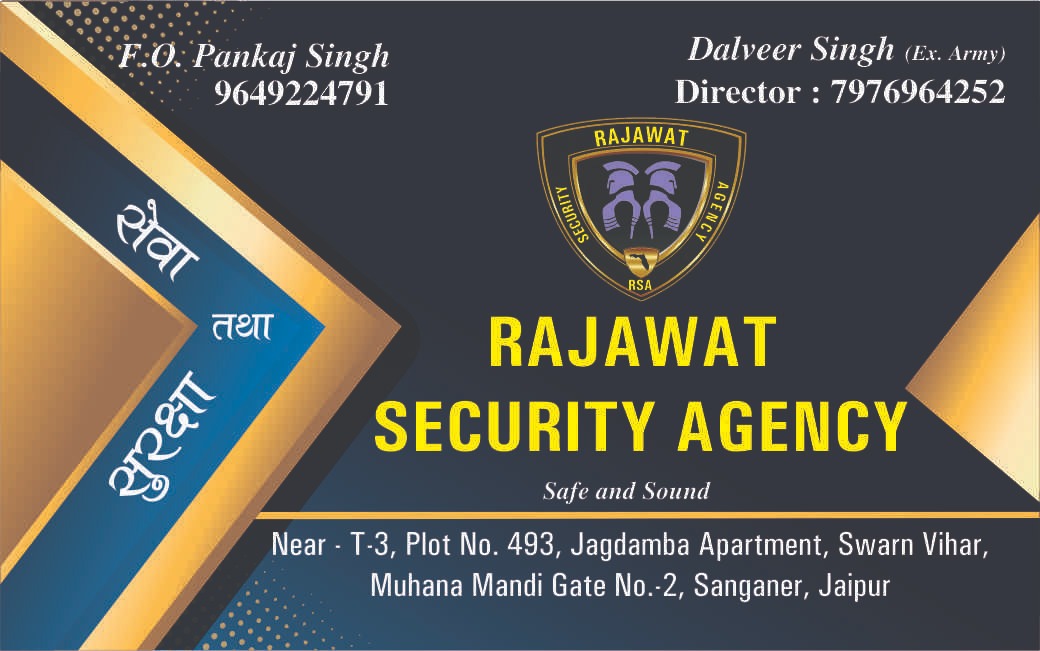 F.O. Pankaj Singh
9649224791
Dalveer Singh (Ex. Army)
Director : 7976964252
RAJAWAT
SECURITY
AGENCY
RSA
सेवा
तथा
सुरक्षा
RAJAWAT
SECURITY AGENCY
Safe and Sound
Near - T-3, Plot No. 493, Jagdamba Apartment, Swarn Vihar,
Muhana Mandi Gate No.-2, Sanganer, Jaipur